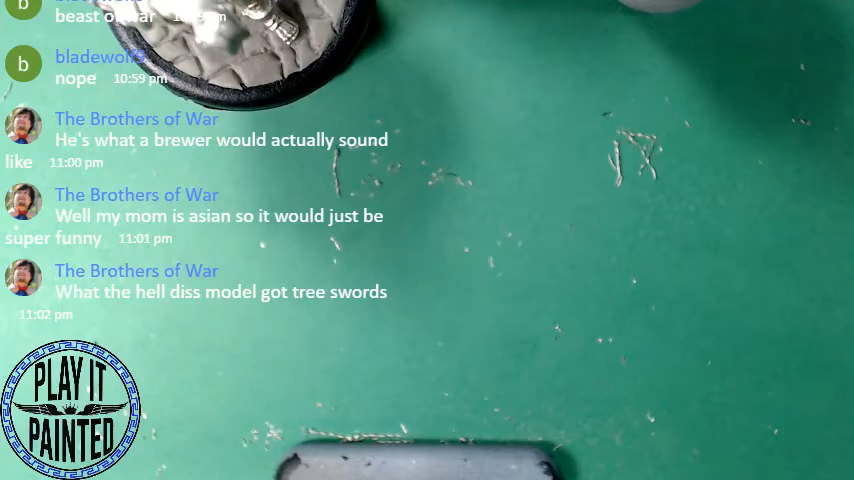 beast of war
b
bladewolf9
nope 10:59 pm
The Brothers of War
He's what a brewer would actually sound
like 11:00 pm
The Brothers of War
Well my mom is asian so it would just be
super funny 11:01 pm
The Brothers of War
What the hell diss model got tree swords
11:02 pm
PLAY IT
PAINTED